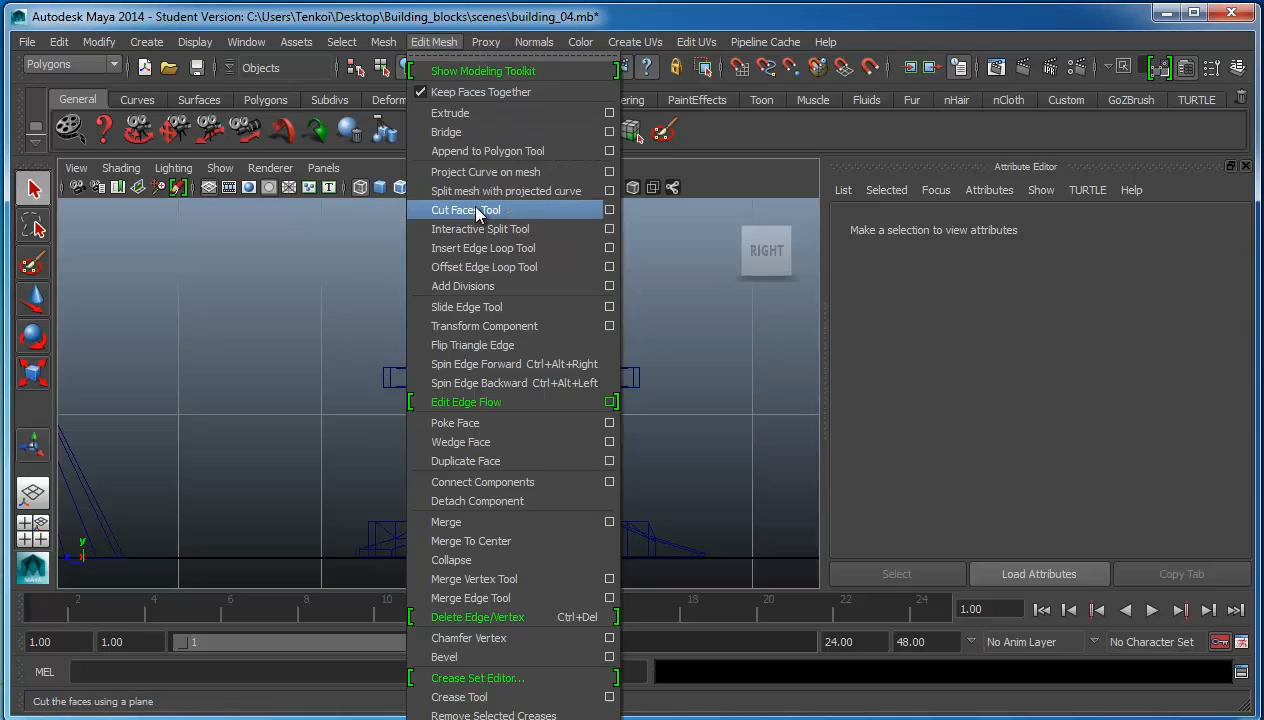 Autodesk Maya 2014 - Student Version: C:\Users\Tenkoi\Desktop\Building_blocks\scenes\building_04.mb*
File Edit Modify Create Display Window Assets Select Mesh Edit Mesh Proxy Normals Color Create UVs Edit UVs Pipeline Cache Help
Polygons Objects
General Curves Surfaces Polygons Subdivs Deform PaintEffects Toon Muscle Fluids Fur nHair nCloth Custom GoZBrush TURTLE
Show Modeling Toolkit
Keep Faces Together
Extrude
Bridge
Append to Polygon Tool
Project Curve on mesh
Split mesh with projected curve
Cut Faces Tool
Interactive Split Tool
Insert Edge Loop Tool
Offset Edge Loop Tool
Add Divisions
Slide Edge Tool
Transform Component
Flip Triangle Edge
Spin Edge Forward Ctrl+Alt+Right
Spin Edge Backward Ctrl+Alt+Left
Edit Edge Flow
Poke Face
Wedge Face
Duplicate Face
Connect Components
Detach Component
Merge
Merge To Center
Collapse
Merge Vertex Tool
Merge Edge Tool
Delete Edge/Vertex Ctrl+Del
Chamfer Vertex
Bevel
Crease Set Editor...
Crease Tool
Remove Selected Creases
View Shading Lighting Show Renderer Panels
RIGHT
y
Attribute Editor
List Selected Focus Attributes Show TURTLE Help
Make a selection to view attributes
Select Load Attributes Copy Tab
2 4 6 8 10 18 20 22 24 1.00
1.00 1.00 1 24.00 48.00 No Anim Layer No Character Set
MEL
Cut the faces using a plane